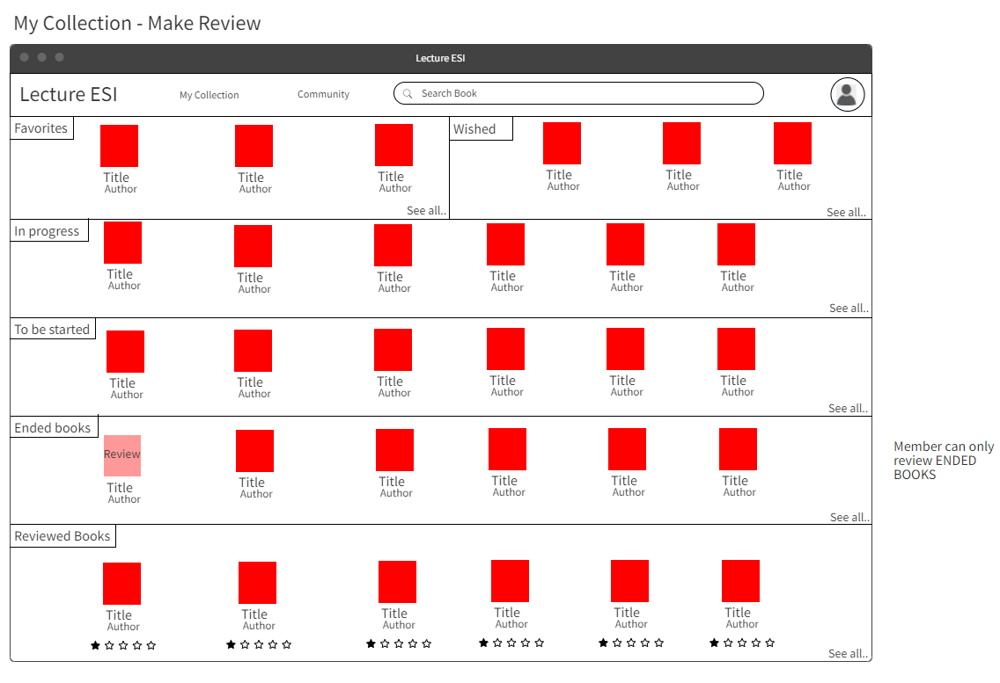 My Collection - Make Review
Lecture ESI
Lecture ESI
My Collection
Community
Search Book
Favorites
Title
Author
Title
Author
Title
Author
See all..
Wished
Title
Author
Title
Author
Title
Author
See all..
In progress
Title
Author
Title
Author
Title
Author
Title
Author
Title
Author
Title
Author
See all..
To be started
Title
Author
Title
Author
Title
Author
Title
Author
Title
Author
Title
Author
See all..
Ended books
Review
Title
Author
Title
Author
Title
Author
Title
Author
Title
Author
Title
Author
See all..
Member can only
review ENDED
BOOKS
Reviewed Books
Title
Author
Title
Author
Title
Author
Title
Author
Title
Author
Title
Author
See all..